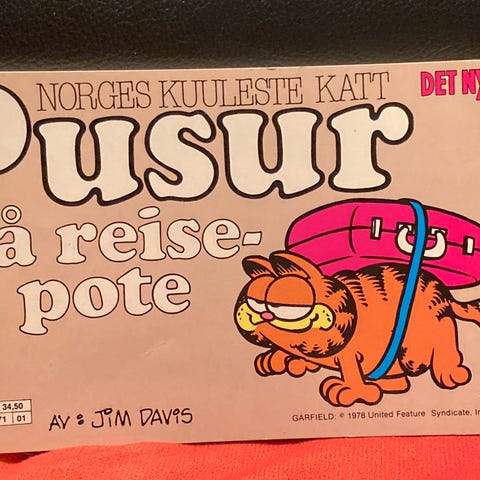 NORGES KUULESTE KATT
DET NY
Pusur
å reise-
pote
34,50
71 01
AV: JIM DAVIS
GARFIELD: © 1978 United Feature Syndicate, In